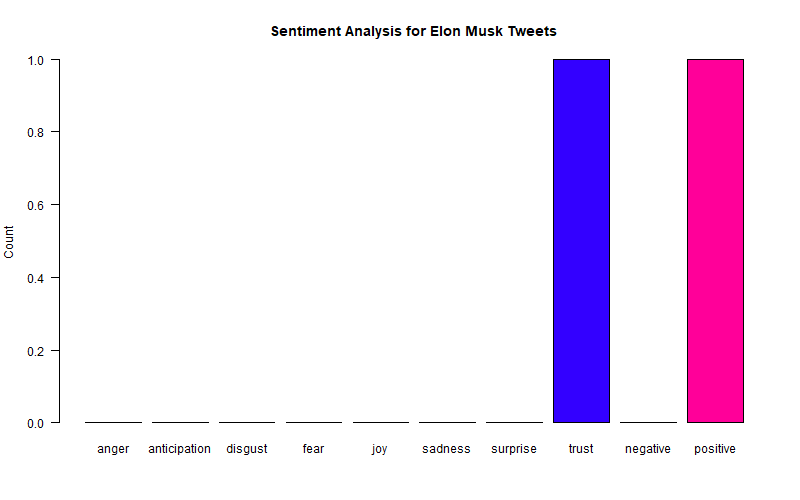 Sentiment Analysis for Elon Musk Tweets
1.0
0.8
0.6
0.4
0.2
0.0
Count
anger anticipation disgust fear joy sadness surprise trust negative positive